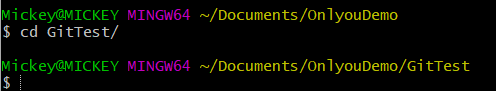 Mickey@MICKEY MINGW64 ~/Documents/OnlyouDemo
$ cd GitTest/
Mickey@MICKEY MINGW64 ~/Documents/OnlyouDemo/GitTest
$